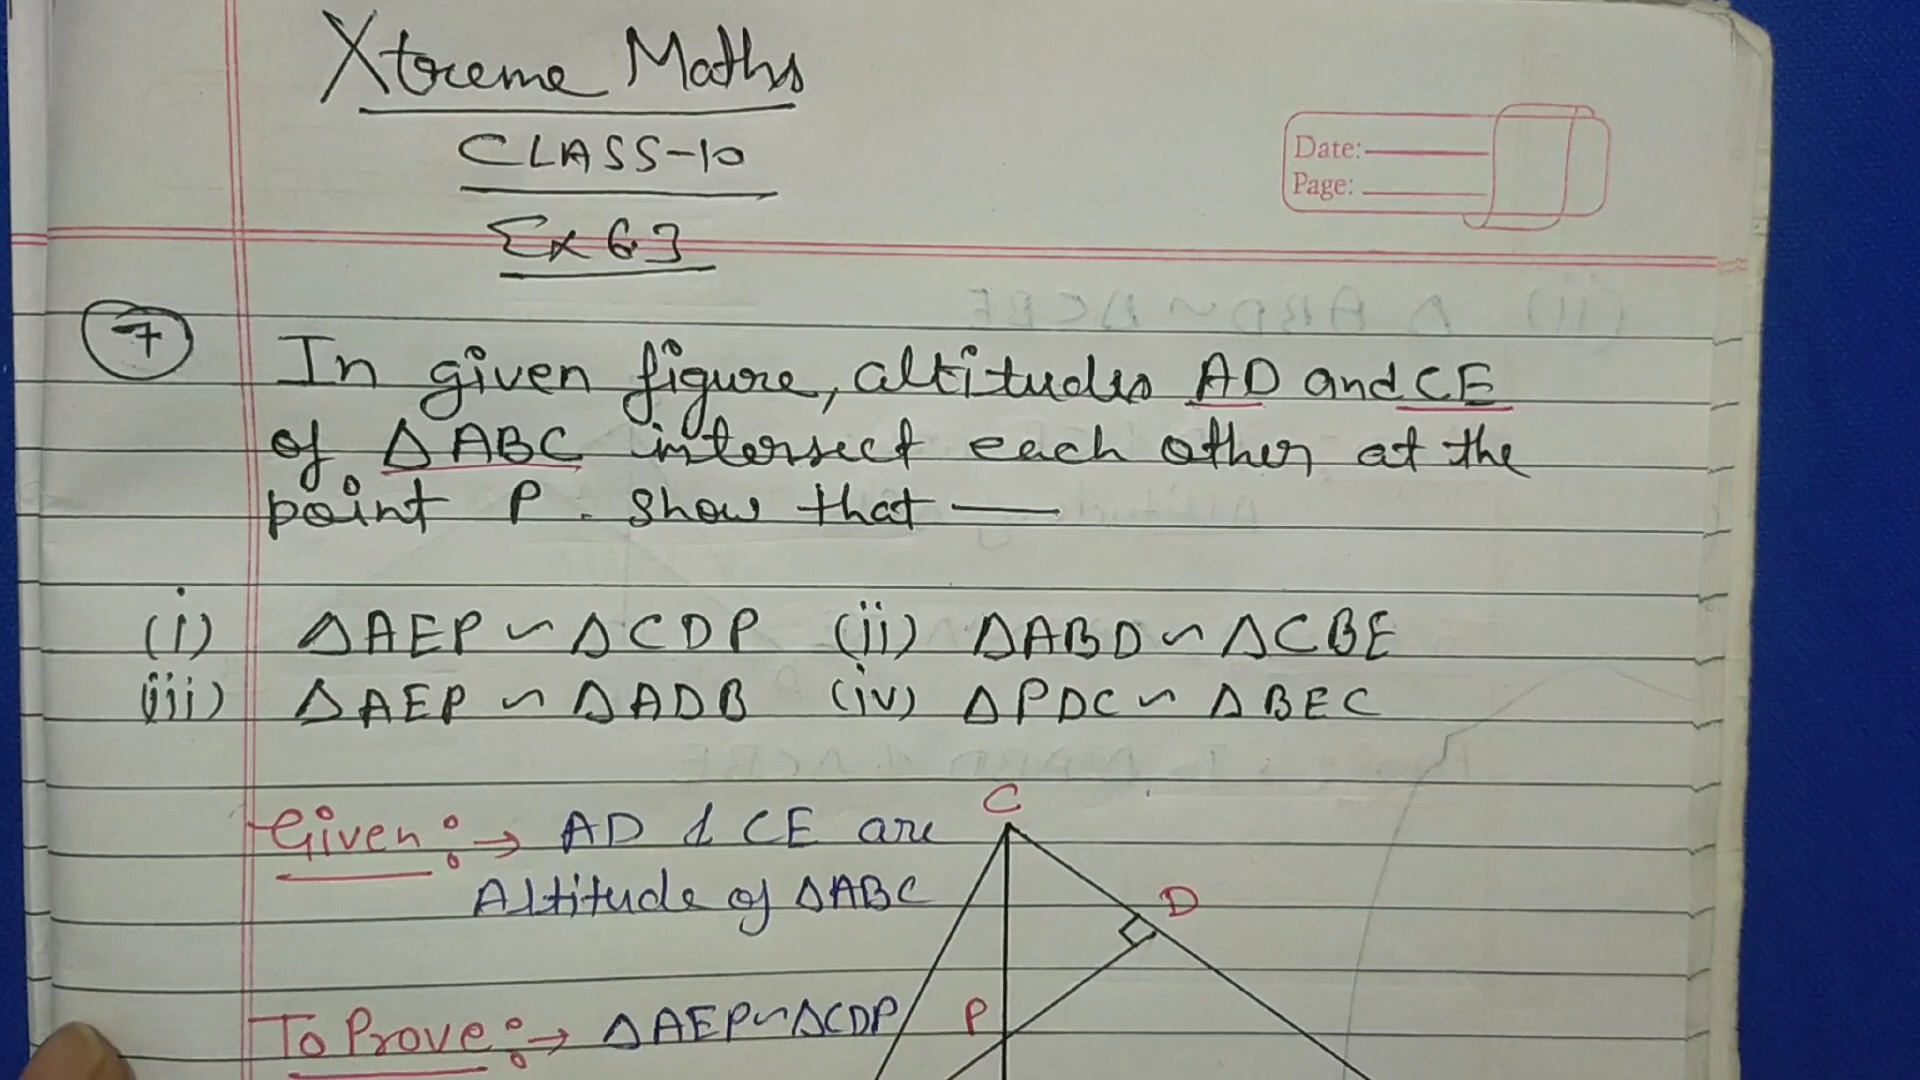 Xtreme Maths
CLASS-10
Ex 6.3
Date:
Page:
7 In given figure, altitudes AD and CE
of ΔABC intersect each other at the
point P. Show that —
(i) ΔAEP ~ ΔCDP (ii) ΔABD ~ ΔCBE
(iii) ΔAEP ~ ΔADB (iv) ΔPDC ~ ΔBEC
Given :→ AD & CE are
Altitude of ΔABC
To Prove :→ ΔAEP ~ ΔCDP
C
D
P